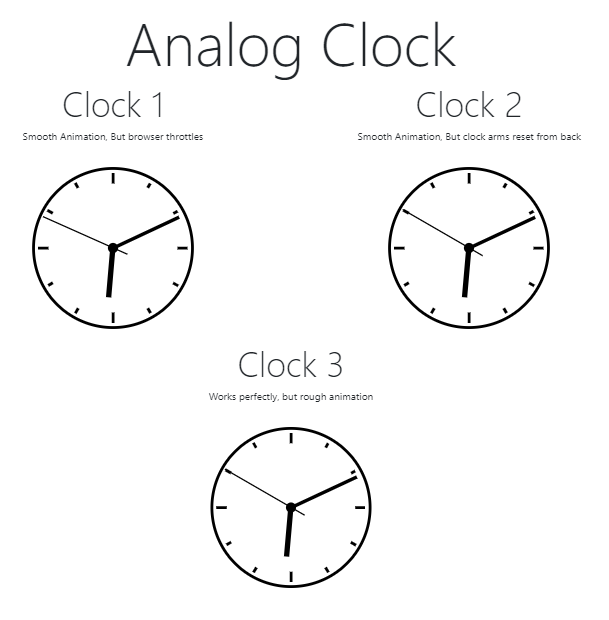 Analog Clock
Clock 1
Smooth Animation, But browser throttles
Clock 2
Smooth Animation, But clock arms reset from back
Clock 3
Works perfectly, but rough animation